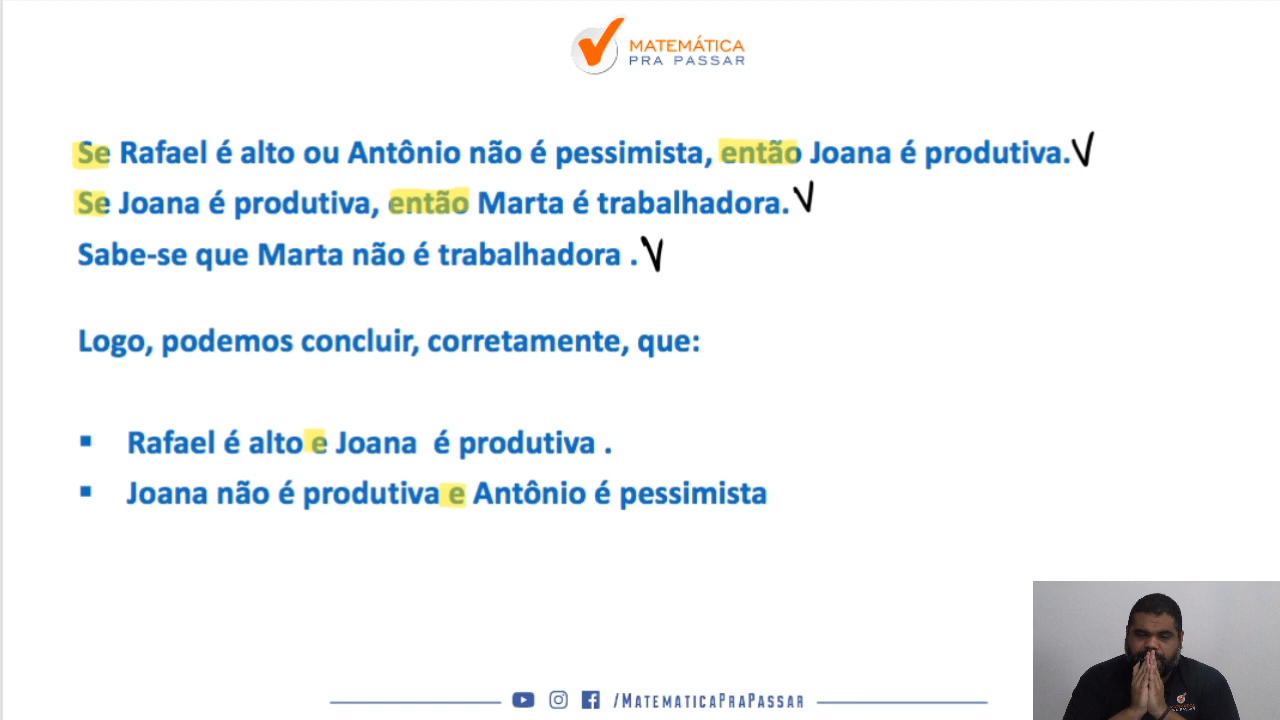 MATEMÁTICA
PRA PASSAR
Se Rafael é alto ou Antônio não é pessimista, então Joana é produtiva. V
Se Joana é produtiva, então Marta é trabalhadora. V
Sabe-se que Marta não é trabalhadora . V
Logo, podemos concluir, corretamente, que:
▪ Rafael é alto e Joana é produtiva .
▪ Joana não é produtiva e Antônio é pessimista
/MATEMATICAPRAPASSAR